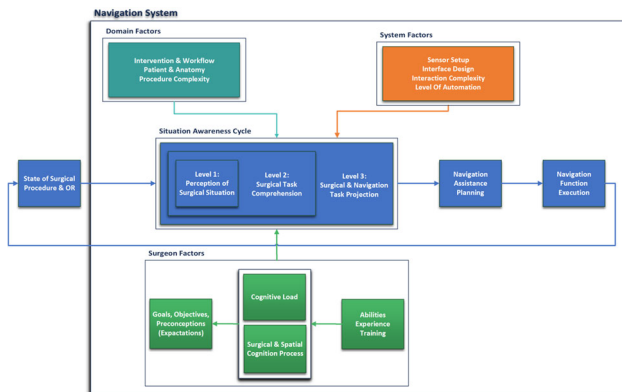 Navigation System
Domain Factors
Intervention & Workflow
Patient & Anatomy
Procedure Complexity
System Factors
Sensor Setup
Interface Design
Interaction Complexity
Level Of Automation
Situation Awareness Cycle
State of Surgical
Procedure & OR
Level 1:
Perception of
Surgical Situation
Level 2:
Surgical Task
Comprehension
Level 3:
Surgical & Navigation
Task Projection
Navigation
Assistance
Planning
Navigation
Function
Execution
Surgeon Factors
Goals, Objectives,
Preconceptions
(Expactations)
Cognitive Load
Surgical & Spatial
Cognition Process
Abilities
Experience
Training